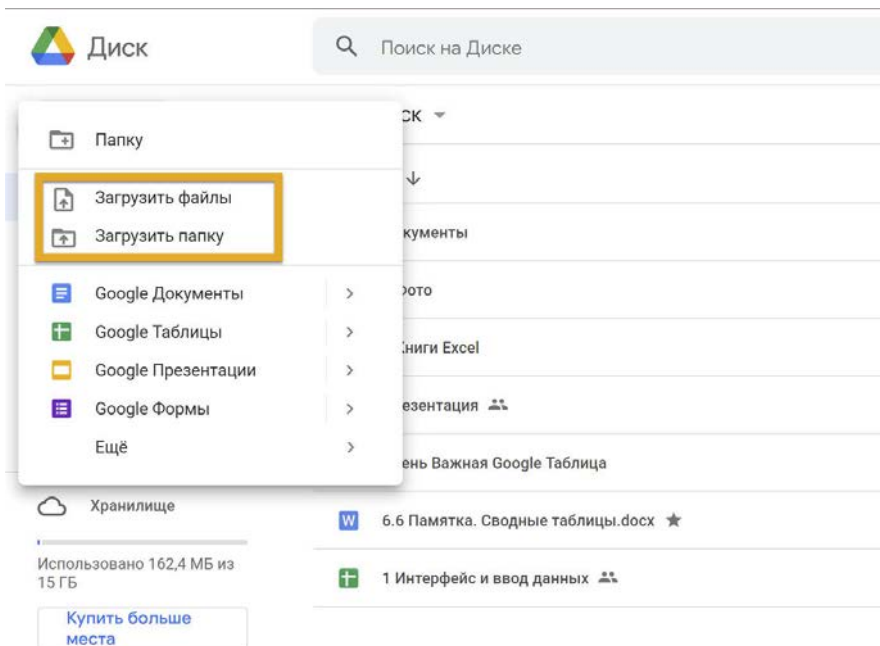 Диск
Поиск на Диске
Папку
Загрузить файлы
Загрузить папку
Google Документы
Google Таблицы
Google Презентации
Google Формы
Ещё
Хранилище
Использовано 162,4 МБ из
15 ГБ
Купить больше
места
ск
кументы
ото
ниги Excel
езентация
ень Важная Google Таблица
W
6.6 Памятка. Сводные таблицы.docx
1 Интерфейс и ввод данных